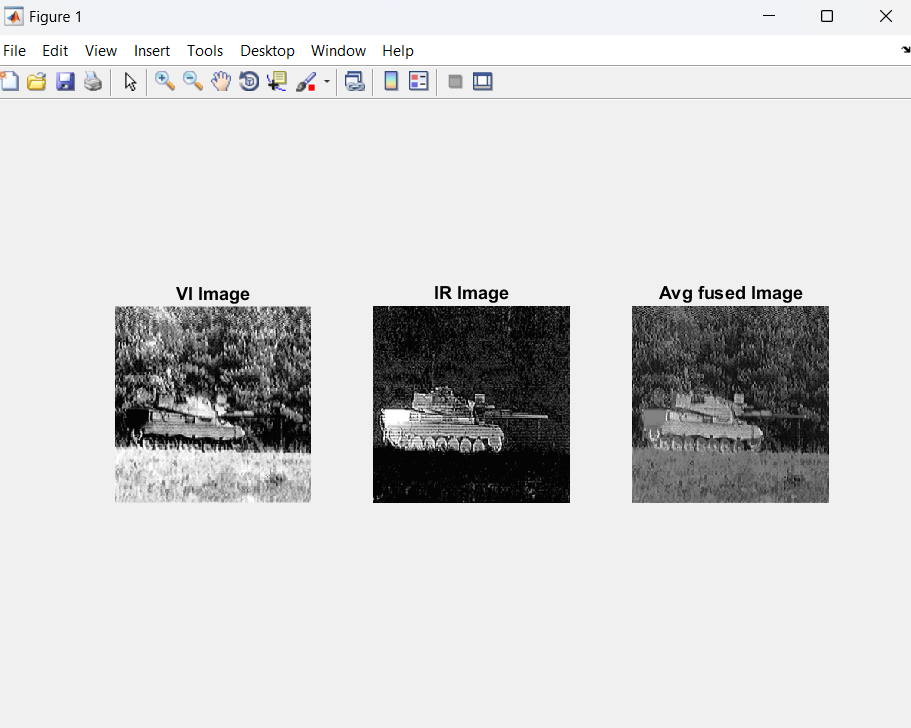 Figure 1
File Edit View Insert Tools Desktop Window Help
VI Image IR Image Avg fused Image